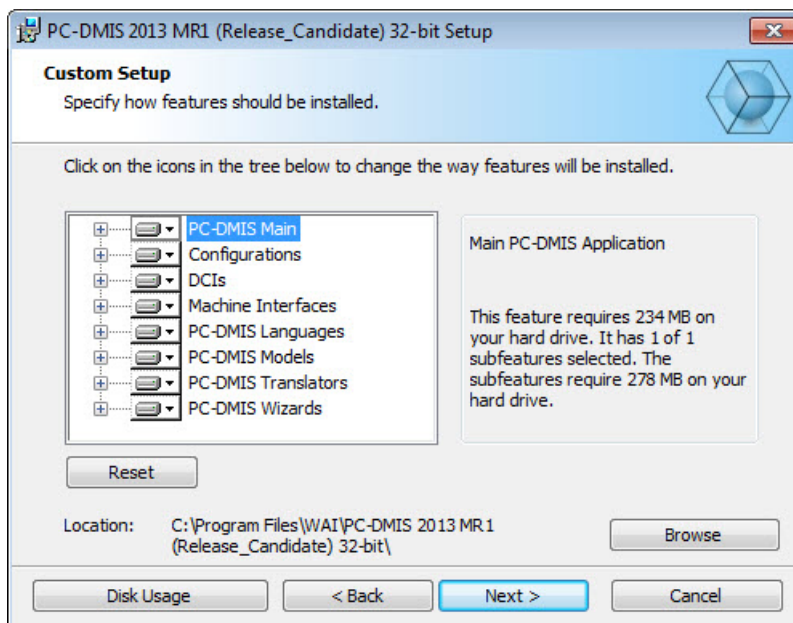 PC-DMIS 2013 MR1 (Release_Candidate) 32-bit Setup
Custom Setup
Specify how features should be installed.
Click on the icons in the tree below to change the way features will be installed.
PC-DMIS Main
Configurations
DCIs
Machine Interfaces
PC-DMIS Languages
PC-DMIS Models
PC-DMIS Translators
PC-DMIS Wizards
Main PC-DMIS Application
This feature requires 234 MB on
your hard drive. It has 1 of 1
subfeatures selected. The
subfeatures require 278 MB on your
hard drive.
Reset
Location: C:\Program Files\WAI\PC-DMIS 2013 MR1
(Release_Candidate) 32-bit\
Browse
Disk Usage < Back Next > Cancel